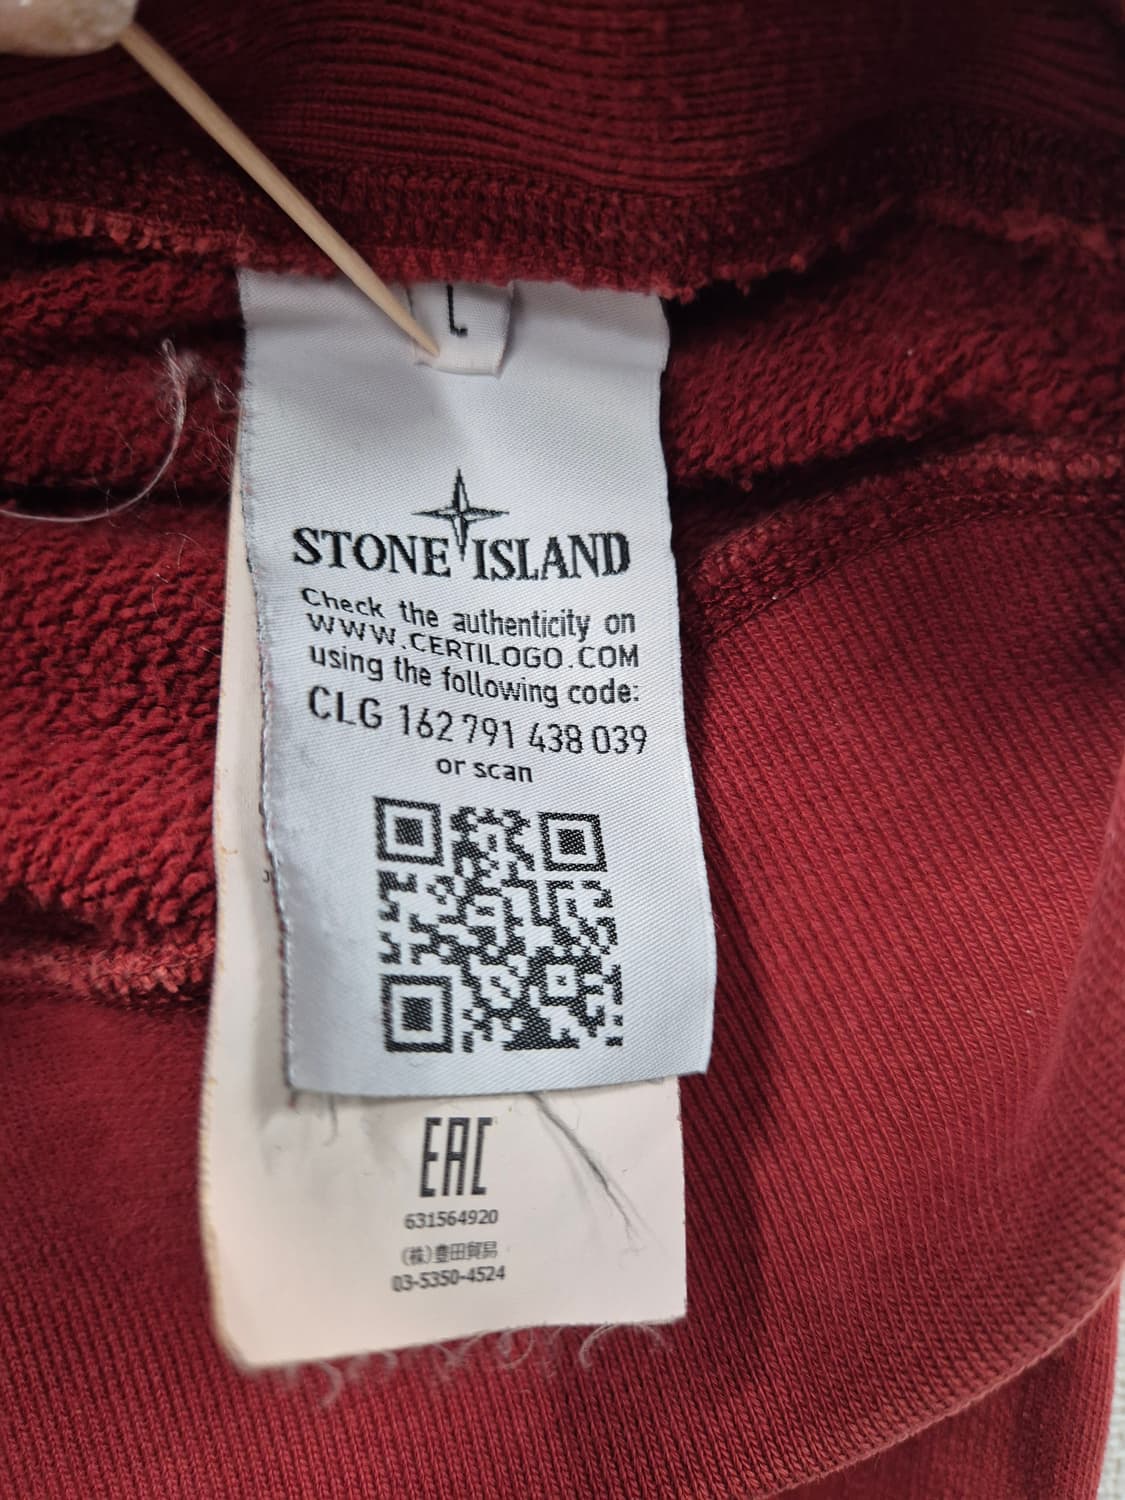 L
STONE ISLAND
Check the authenticity on
WWW.CERTILOGO.COM
using the following code:
CLG 162 791 438 039
or scan
EAC
631564920
(株)豊田貿易
03-5350-4524